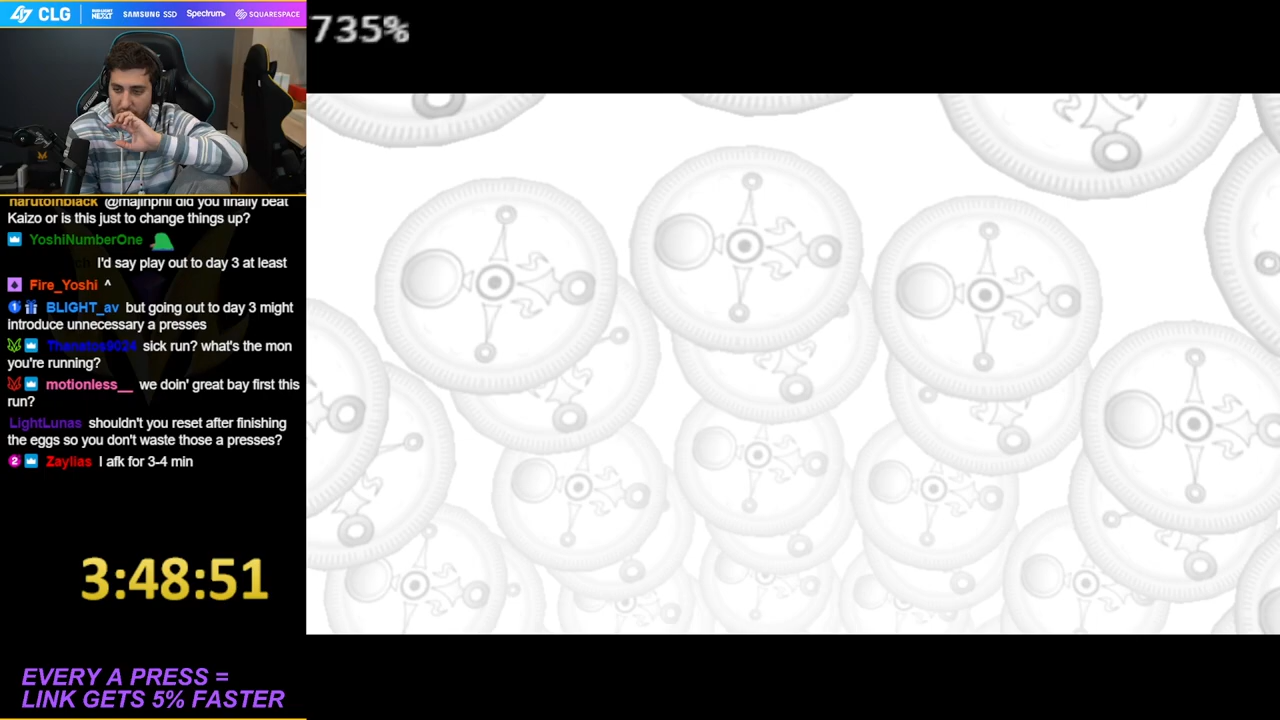 CLG SAMSUNG SSD Spectrum SQUARESPACE
735%
narutoinblack @majinphil did you finally beat
Kaizo or is this just to change things up?
YoshiNumberOne
I'd say play out to day 3 at least
Fire_Yoshi ^
BLIGHT_av but going out to day 3 might
introduce unnecessary a presses
Thanatos9024 sick run? what's the mon
you're running?
motionless__ we doin' great bay first this
run?
LightLunas shouldn't you reset after finishing
the eggs so you don't waste those a presses?
2 Zaylias I afk for 3-4 min
3:48:51
EVERY A PRESS =
LINK GETS 5% FASTER